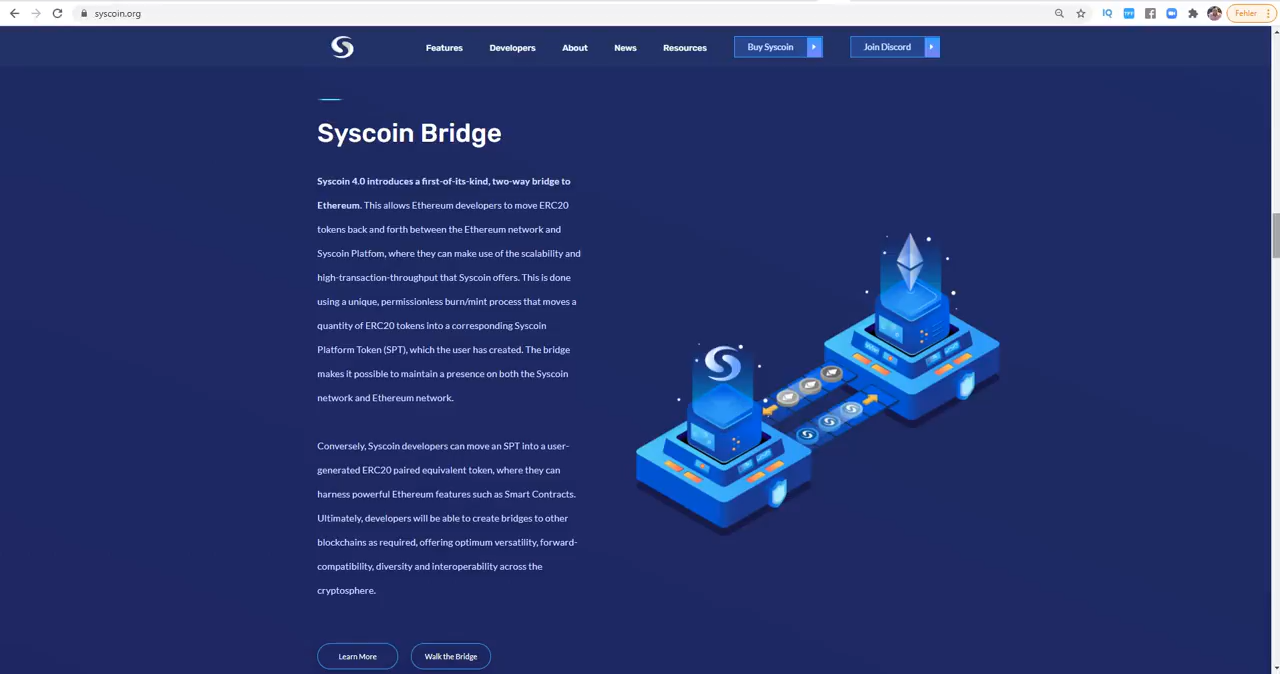 syscoin.org
Fehler
Features Developers About News Resources Buy Syscoin Join Discord
Syscoin Bridge
Syscoin 4.0 introduces a first-of-its-kind, two-way bridge to
Ethereum. This allows Ethereum developers to move ERC20
tokens back and forth between the Ethereum network and
Syscoin Platfom, where they can make use of the scalability and
high-transaction-throughput that Syscoin offers. This is done
using a unique, permissionless burn/mint process that moves a
quantity of ERC20 tokens into a corresponding Syscoin
Platform Token (SPT), which the user has created. The bridge
makes it possible to maintain a presence on both the Syscoin
network and Ethereum network.
Conversely, Syscoin developers can move an SPT into a user-
generated ERC20 paired equivalent token, where they can
harness powerful Ethereum features such as Smart Contracts.
Ultimately, developers will be able to create bridges to other
blockchains as required, offering optimum versatility, forward-
compatibility, diversity and interoperability across the
cryptosphere.
Learn More Walk the Bridge